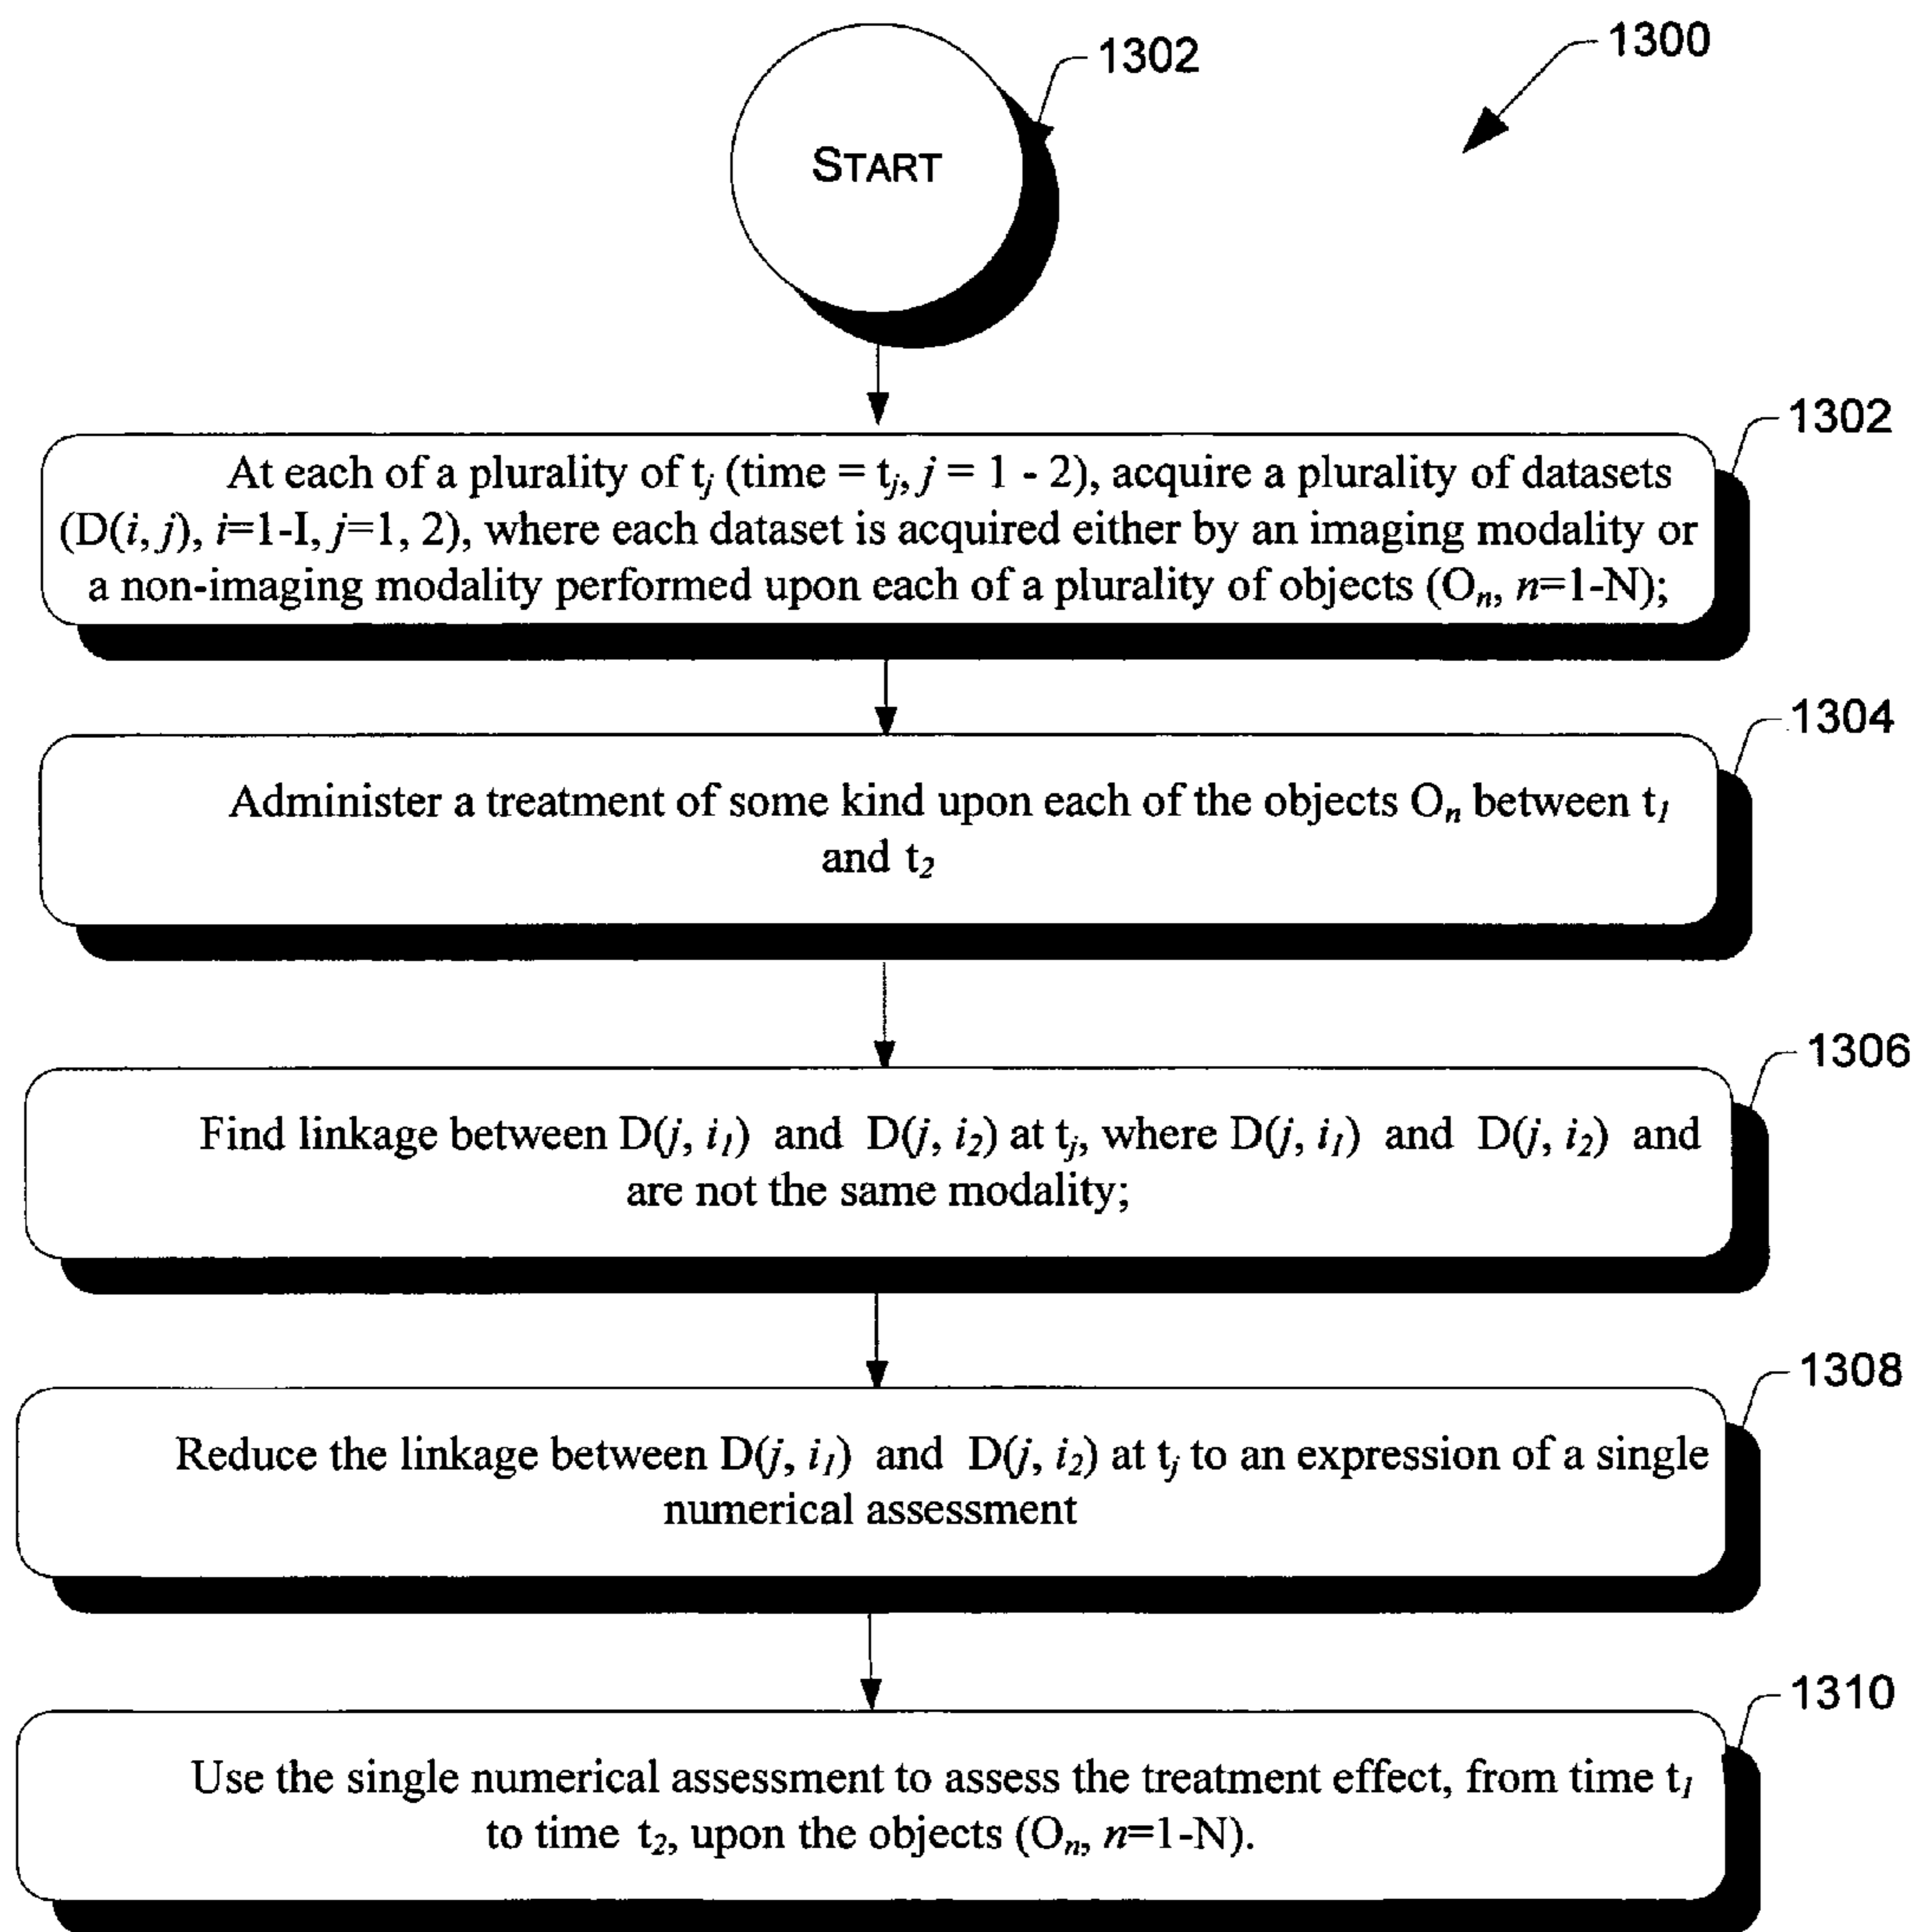 1302
1300
START
1302
At each of a plurality of tj (time = tj, j = 1 - 2), acquire a plurality of datasets
(D(i, j), i=1-I, j=1, 2), where each dataset is acquired either by an imaging modality or
a non-imaging modality performed upon each of a plurality of objects (On, n=1-N);
1304
Administer a treatment of some kind upon each of the objects On between t1
and t2
1306
Find linkage between D(j, i1) and D(j, i2) at tj, where D(j, i1) and D(j, i2) and
are not the same modality;
1308
Reduce the linkage between D(j, i1) and D(j, i2) at tj to an expression of a single
numerical assessment
1310
Use the single numerical assessment to assess the treatment effect, from time t1
to time t2, upon the objects (On, n=1-N).